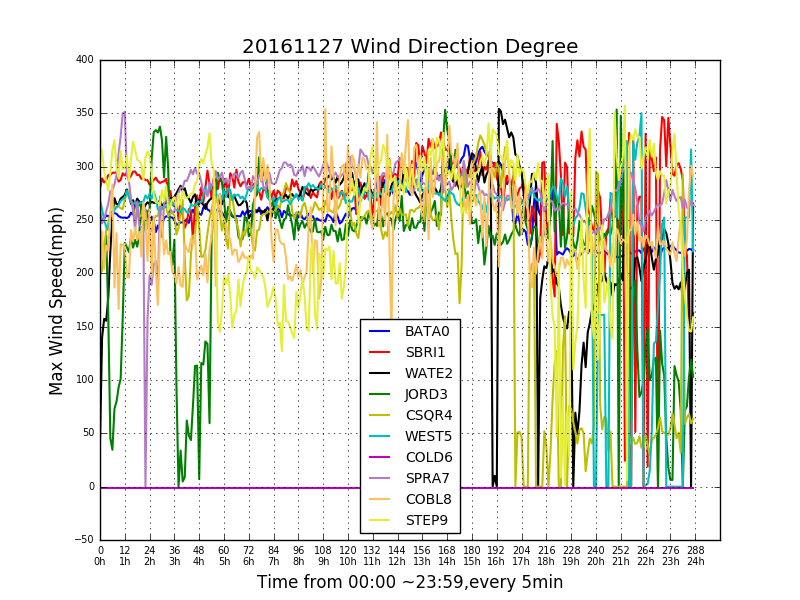 20161127 Wind Direction Degree
Max Wind Speed(mph)
400
350
300
250
200
150
100
50
0
−50
BATA0
SBRI1
WATE2
JORD3
CSQR4
WEST5
COLD6
SPRA7
COBL8
STEP9
0 12 24 36 48 60 72 84 96 108 120 132 144 156 168 180 192 204 216 228 240 252 264 276 288
0h 1h 2h 3h 4h 5h 6h 7h 8h 9h 10h 11h 12h 13h 14h 15h 16h 17h 18h 19h 20h 21h 22h 23h 24h
Time from 00:00 ~23:59,every 5min